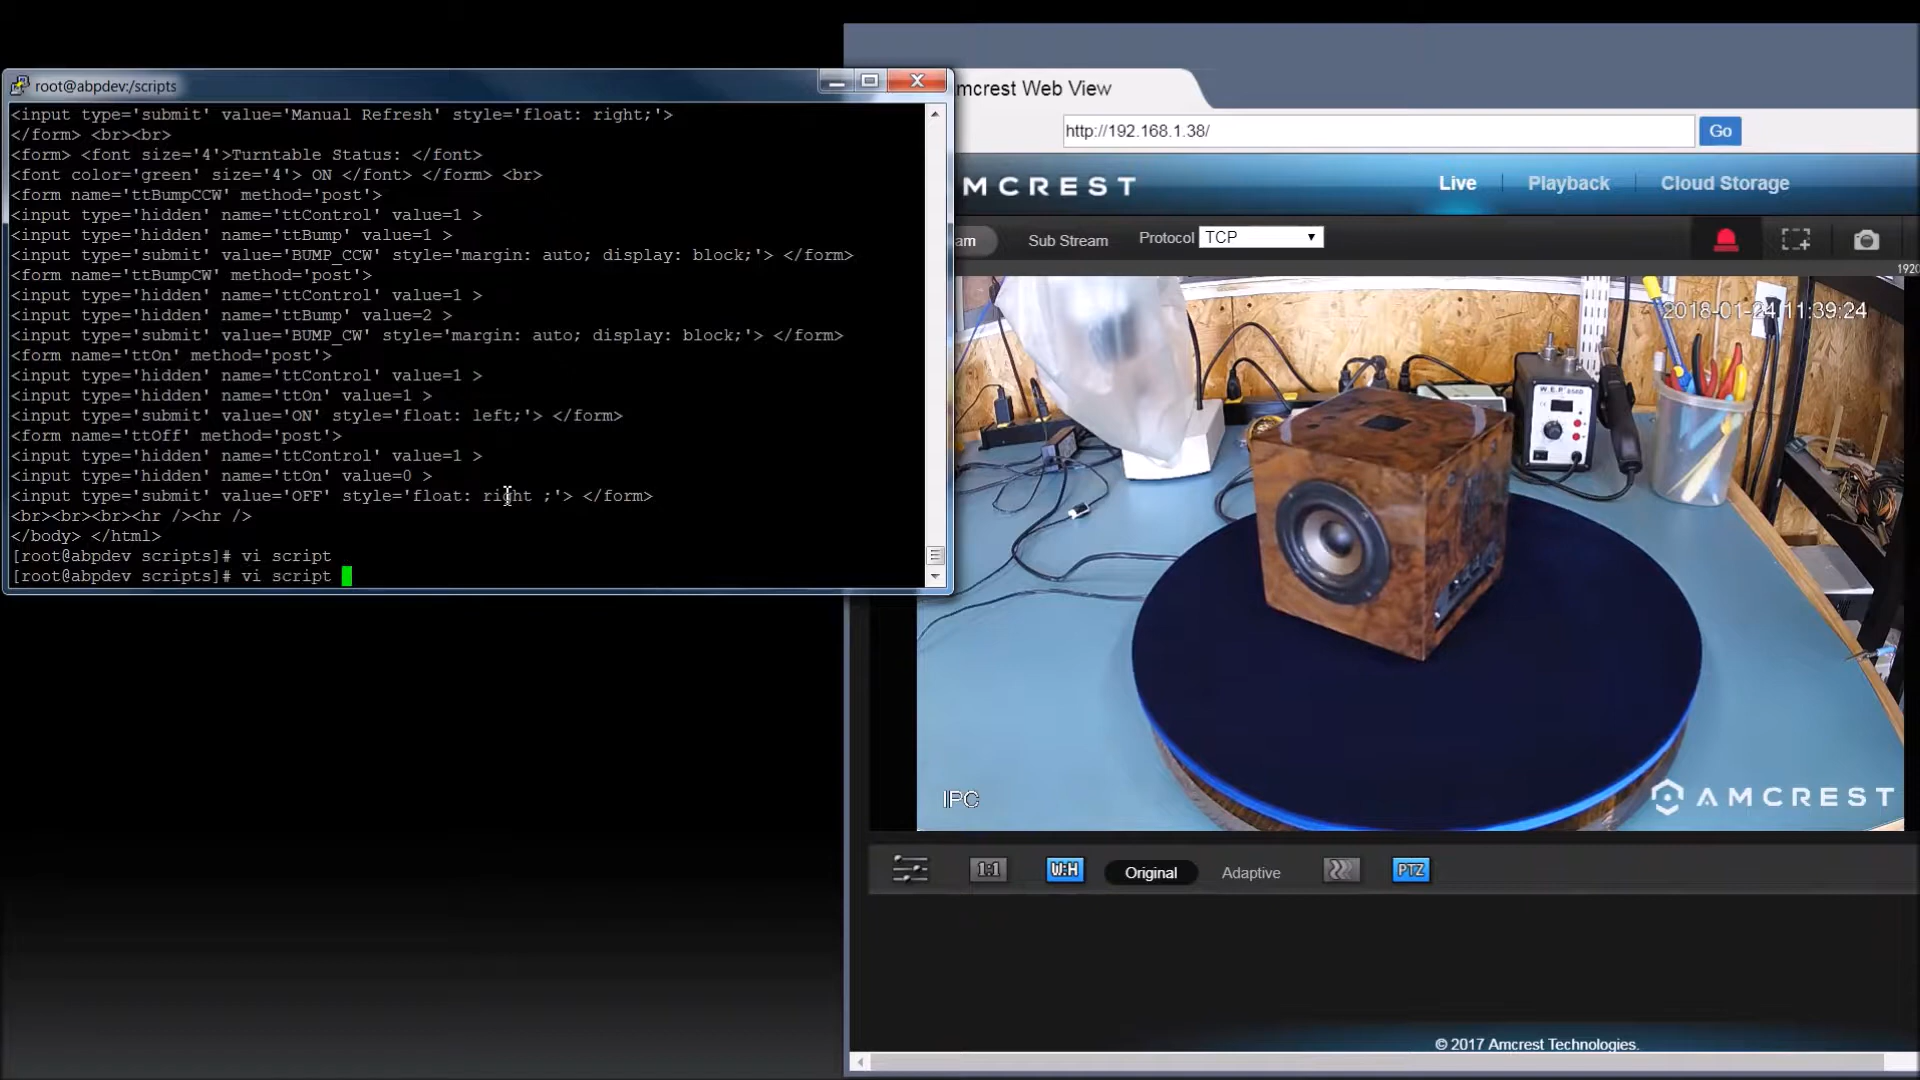 root@abpdev:/scripts
<input type='submit' value='Manual Refresh' style='float: right;'>
</form> <br><br>
<form> <font size='4'>Turntable Status: </font>
<font color='green' size='4'> ON </font> </form> <br>
<form name='ttBumpCCW' method='post'>
<input type='hidden' name='ttControl' value=1 >
<input type='hidden' name='ttBump' value=1 >
<input type='submit' value='BUMP_CCW' style='margin: auto; display: block;'> </form>
<form name='ttBumpCW' method='post'>
<input type='hidden' name='ttControl' value=1 >
<input type='hidden' name='ttBump' value=2 >
<input type='submit' value='BUMP_CW' style='margin: auto; display: block;'> </form>
<form name='ttOn' method='post'>
<input type='hidden' name='ttControl' value=1 >
<input type='hidden' name='ttOn' value=1 >
<input type='submit' value='ON' style='float: left;'> </form>
<form name='ttOff' method='post'>
<input type='hidden' name='ttControl' value=1 >
<input type='hidden' name='ttOn' value=0 >
<input type='submit' value='OFF' style='float: right ;'> </form>
<br><br><br><hr /><hr />
</body> </html>
[root@abpdev scripts]# vi script
[root@abpdev scripts]# vi script
mcrest Web View
http://192.168.1.38/
Go
MCREST
Live
Playback
Cloud Storage
am
Sub Stream
Protocol
TCP
1920
2018-01-24 11:39:24
IPC
AMCREST
1:1
W:H
Original
Adaptive
PTZ
© 2017 Amcrest Technologies.